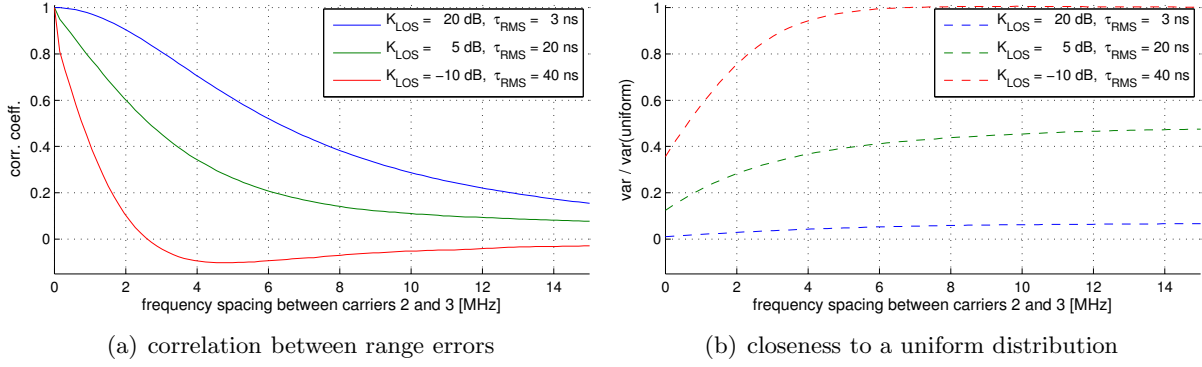 K_LOS = 20 dB, τ_RMS = 3 ns
K_LOS = 5 dB, τ_RMS = 20 ns
K_LOS = −10 dB, τ_RMS = 40 ns
corr. coeff.
1
0.8
0.6
0.4
0.2
0
0 2 4 6 8 10 12 14
frequency spacing between carriers 2 and 3 [MHz]
(a) correlation between range errors
K_LOS = 20 dB, τ_RMS = 3 ns
K_LOS = 5 dB, τ_RMS = 20 ns
K_LOS = −10 dB, τ_RMS = 40 ns
var / var(uniform)
1
0.8
0.6
0.4
0.2
0
0 2 4 6 8 10 12 14
frequency spacing between carriers 2 and 3 [MHz]
(b) closeness to a uniform distribution